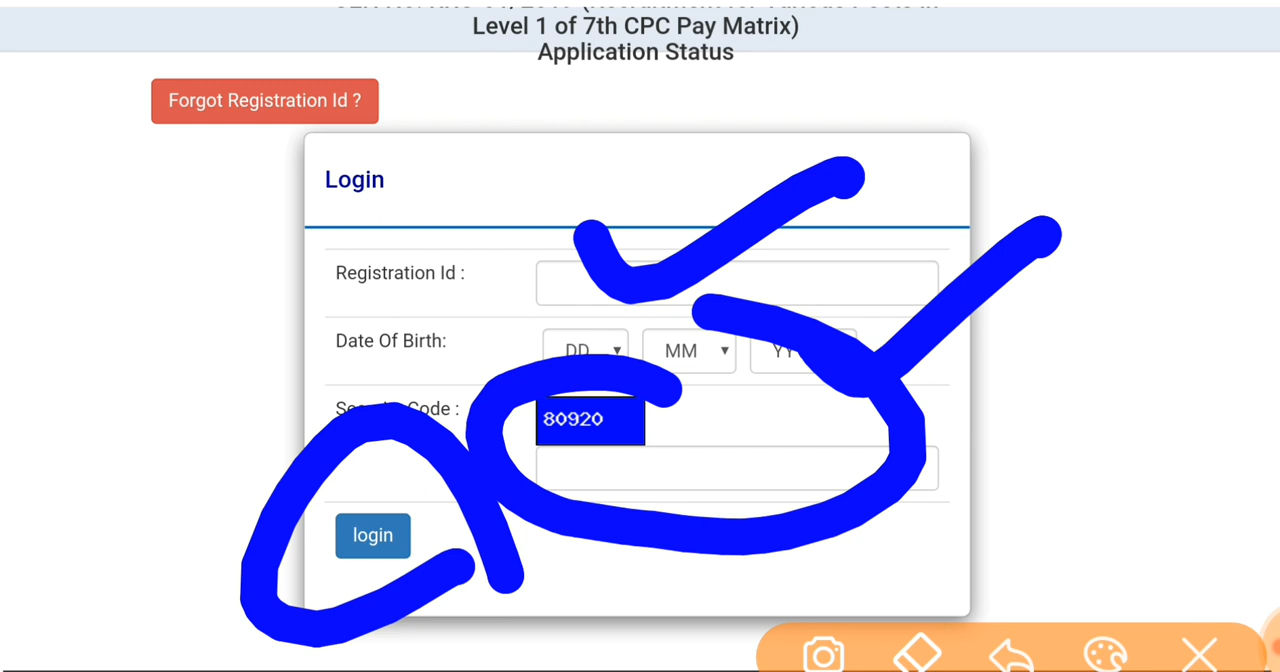 Level 1 of 7th CPC Pay Matrix)
Application Status
Forgot Registration Id ?
Login
Registration Id :
Date Of Birth:
DD MM YY
Code :
80920
login